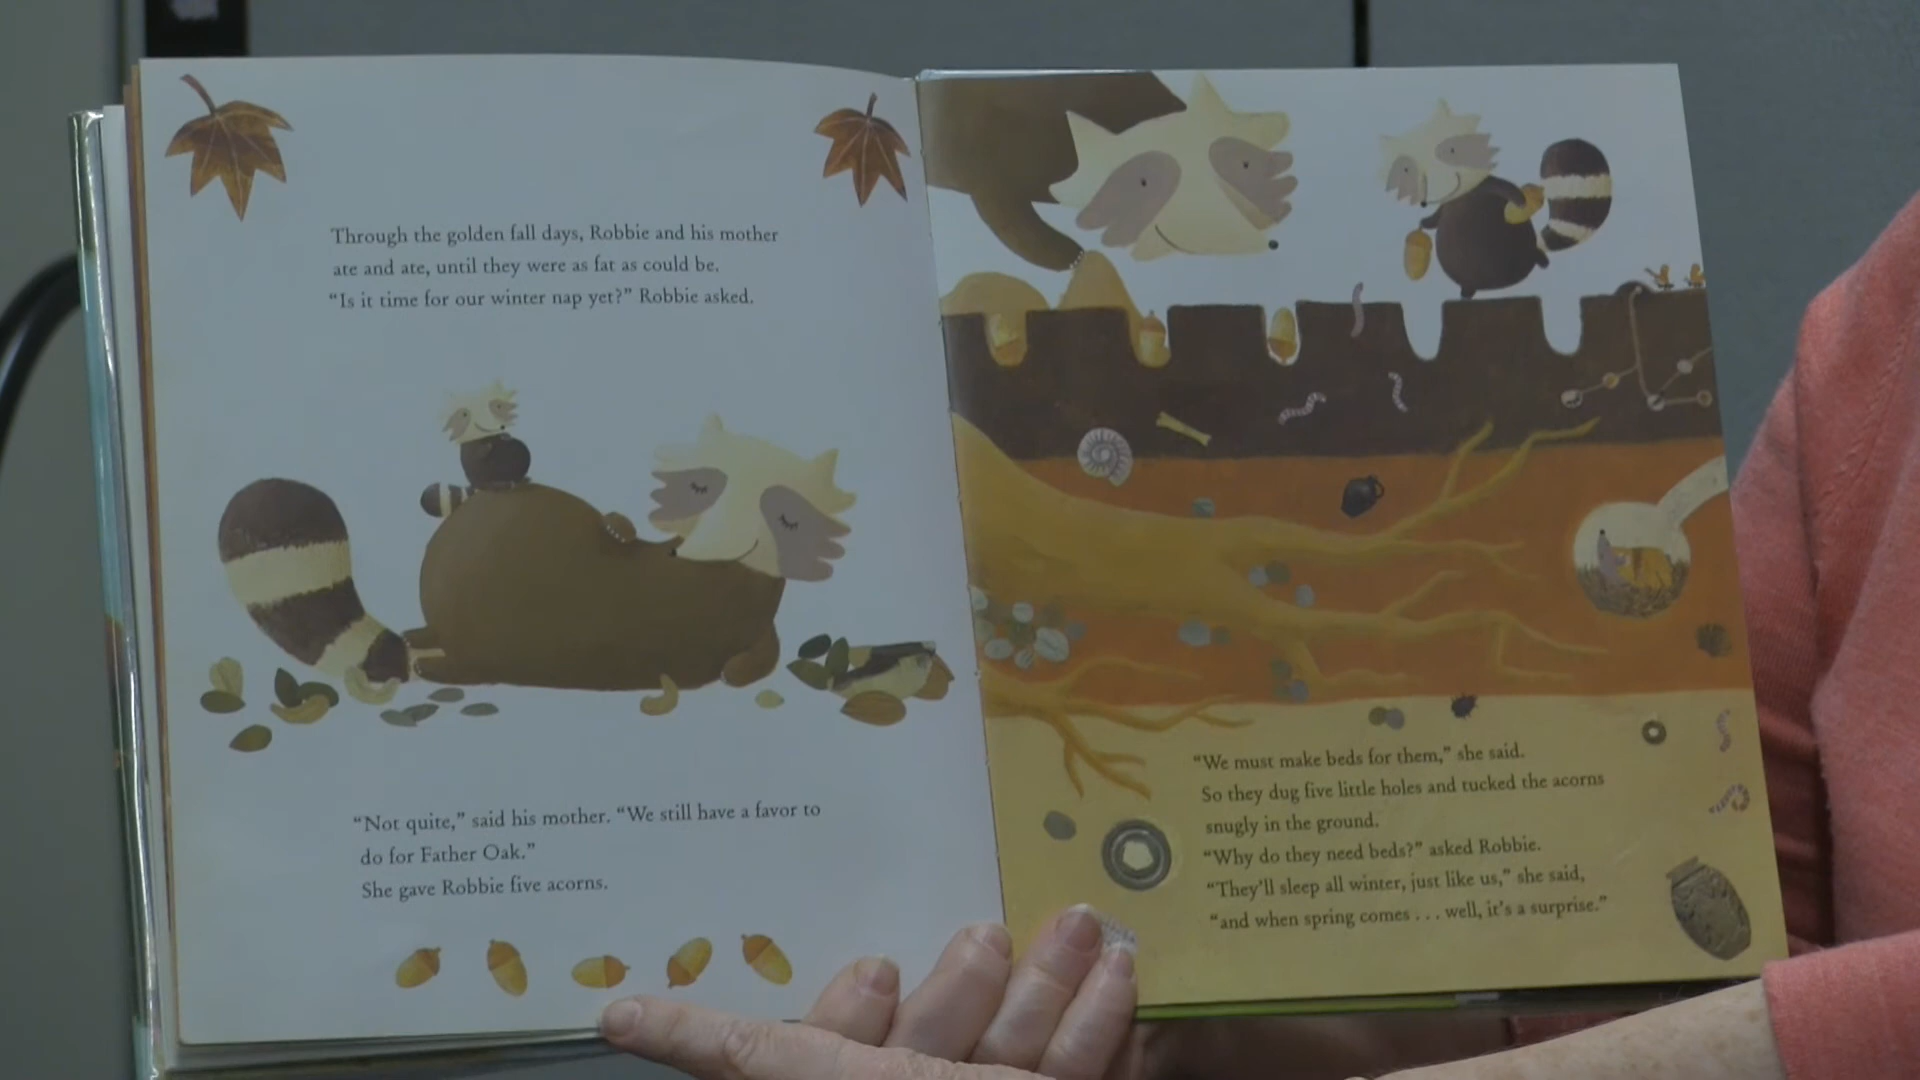 Through the golden fall days, Robbie and his mother
ate and ate, until they were as fat as could be.
“Is it time for our winter nap yet?” Robbie asked.
“Not quite,” said his mother. “We still have a favor to
do for Father Oak.”
She gave Robbie five acorns.
“We must make beds for them,” she said.
So they dug five little holes and tucked the acorns
snugly in the ground.
“Why do they need beds?” asked Robbie.
“They’ll sleep all winter, just like us,” she said,
“and when spring comes . . . well, it’s a surprise.”